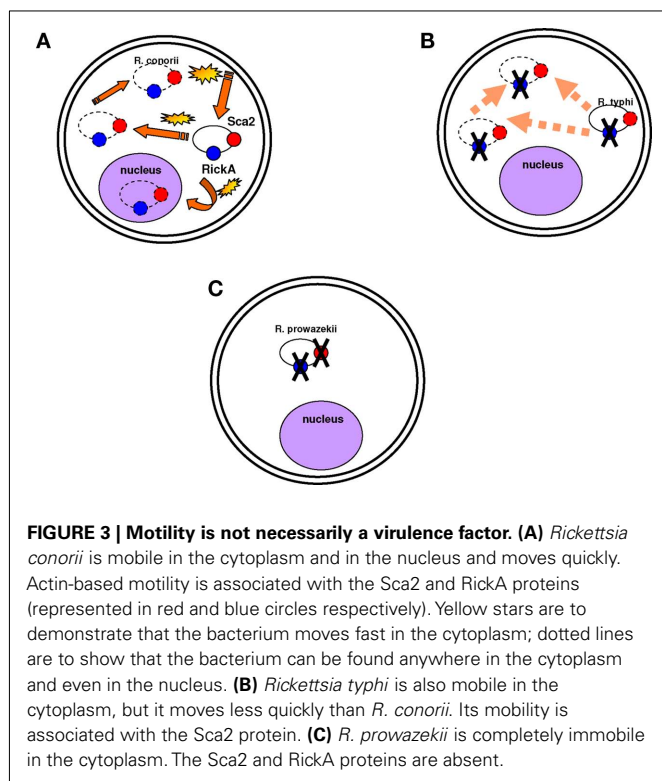 A
R. conorii
Sca2
RickA
nucleus
B
R. typhi
nucleus
C
R. prowazekii
nucleus
FIGURE 3 | Motility is not necessarily a virulence factor. (A) Rickettsia
conorii is mobile in the cytoplasm and in the nucleus and moves quickly.
Actin-based motility is associated with the Sca2 and RickA proteins
(represented in red and blue circles respectively). Yellow stars are to
demonstrate that the bacterium moves fast in the cytoplasm; dotted lines
are to show that the bacterium can be found anywhere in the cytoplasm
and even in the nucleus. (B) Rickettsia typhi is also mobile in the
cytoplasm, but it moves less quickly than R. conorii. Its mobility is
associated with the Sca2 protein. (C) R. prowazekii is completely immobile
in the cytoplasm. The Sca2 and RickA proteins are absent.